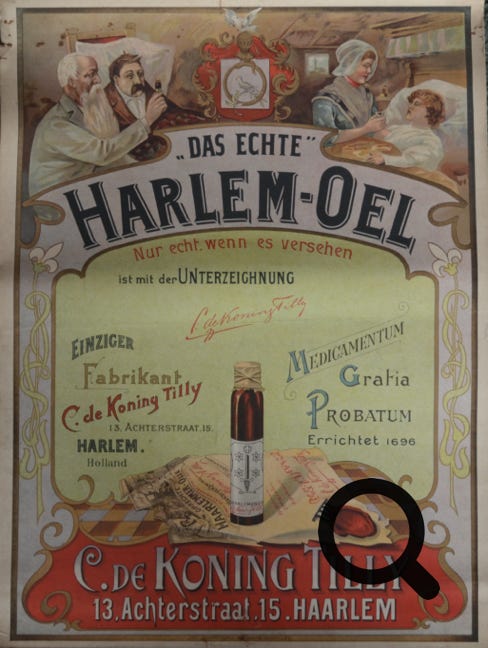 „DAS ECHTE"
HARLEM-OEL
Nur echt. wenn es versehen
ist mit der UNTERZEICHNUNG
C. de Koning Tilly
EINZIGER
Fabrikant
C. de Koning Tilly
13, ACHTERSTRAAT. 15.
HARLEM.
Holland
MEDICAMENTUM
Gratia
PROBATUM
Errichtet 1696
HAARLEMMER OLIE
C. DE KONING TILLY
13, Achterstraat, 15. HAARLEM